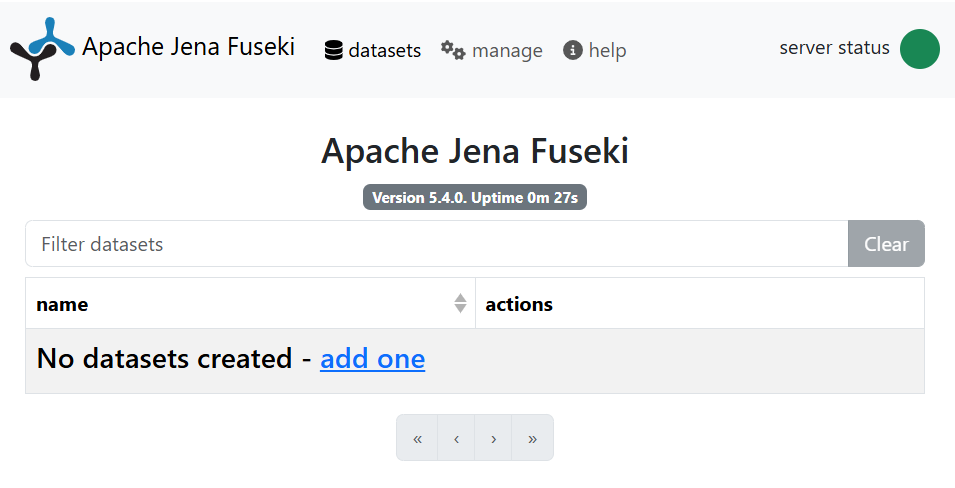 Apache Jena Fuseki datasets manage help server status
Apache Jena Fuseki
Version 5.4.0. Uptime 0m 27s
Filter datasets Clear
name actions
No datasets created - add one
« ‹ › »